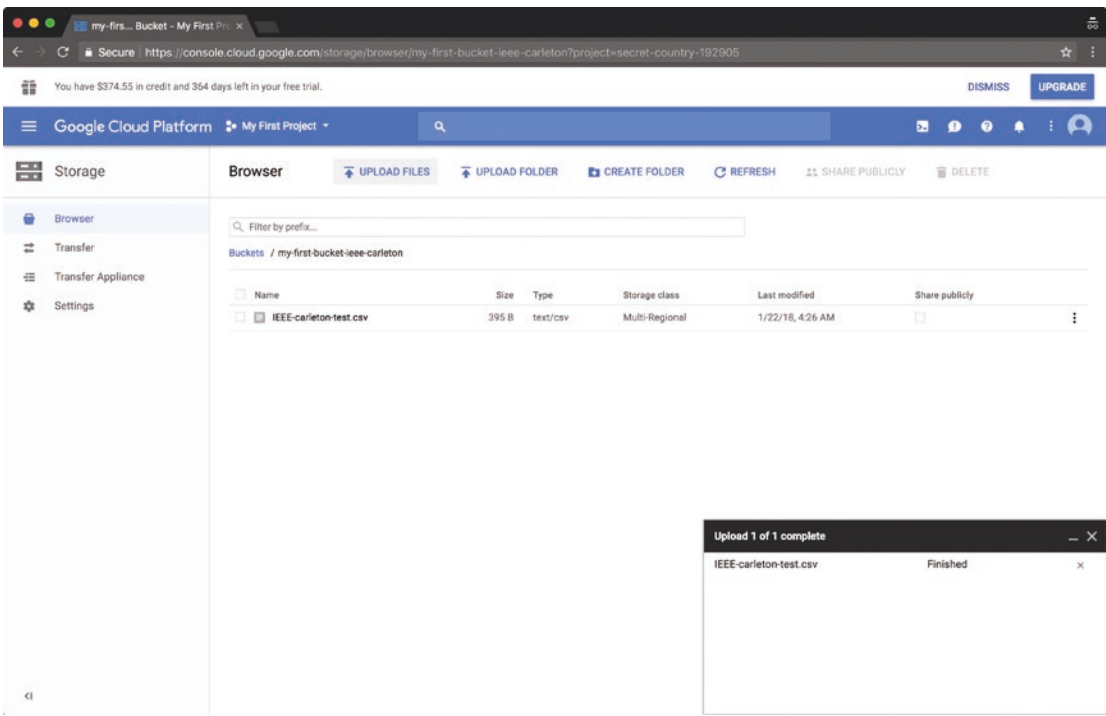 my-firs... Bucket - My First Pro
Secure https://console.cloud.google.com/storage/browser/my-first-bucket-ieee-carleton?project=secret-country-192905
You have $374.55 in credit and 364 days left in your free trial. DISMISS UPGRADE
Google Cloud Platform My First Project
Storage Browser UPLOAD FILES UPLOAD FOLDER CREATE FOLDER REFRESH SHARE PUBLICLY DELETE
Browser
Transfer
Transfer Appliance
Settings
Filter by prefix...
Buckets / my-first-bucket-ieee-carleton
Name Size Type Storage class Last modified Share publicly
IEEE-carleton-test.csv 395 B text/csv Multi-Regional 1/22/18, 4:26 AM
Upload 1 of 1 complete
IEEE-carleton-test.csv Finished